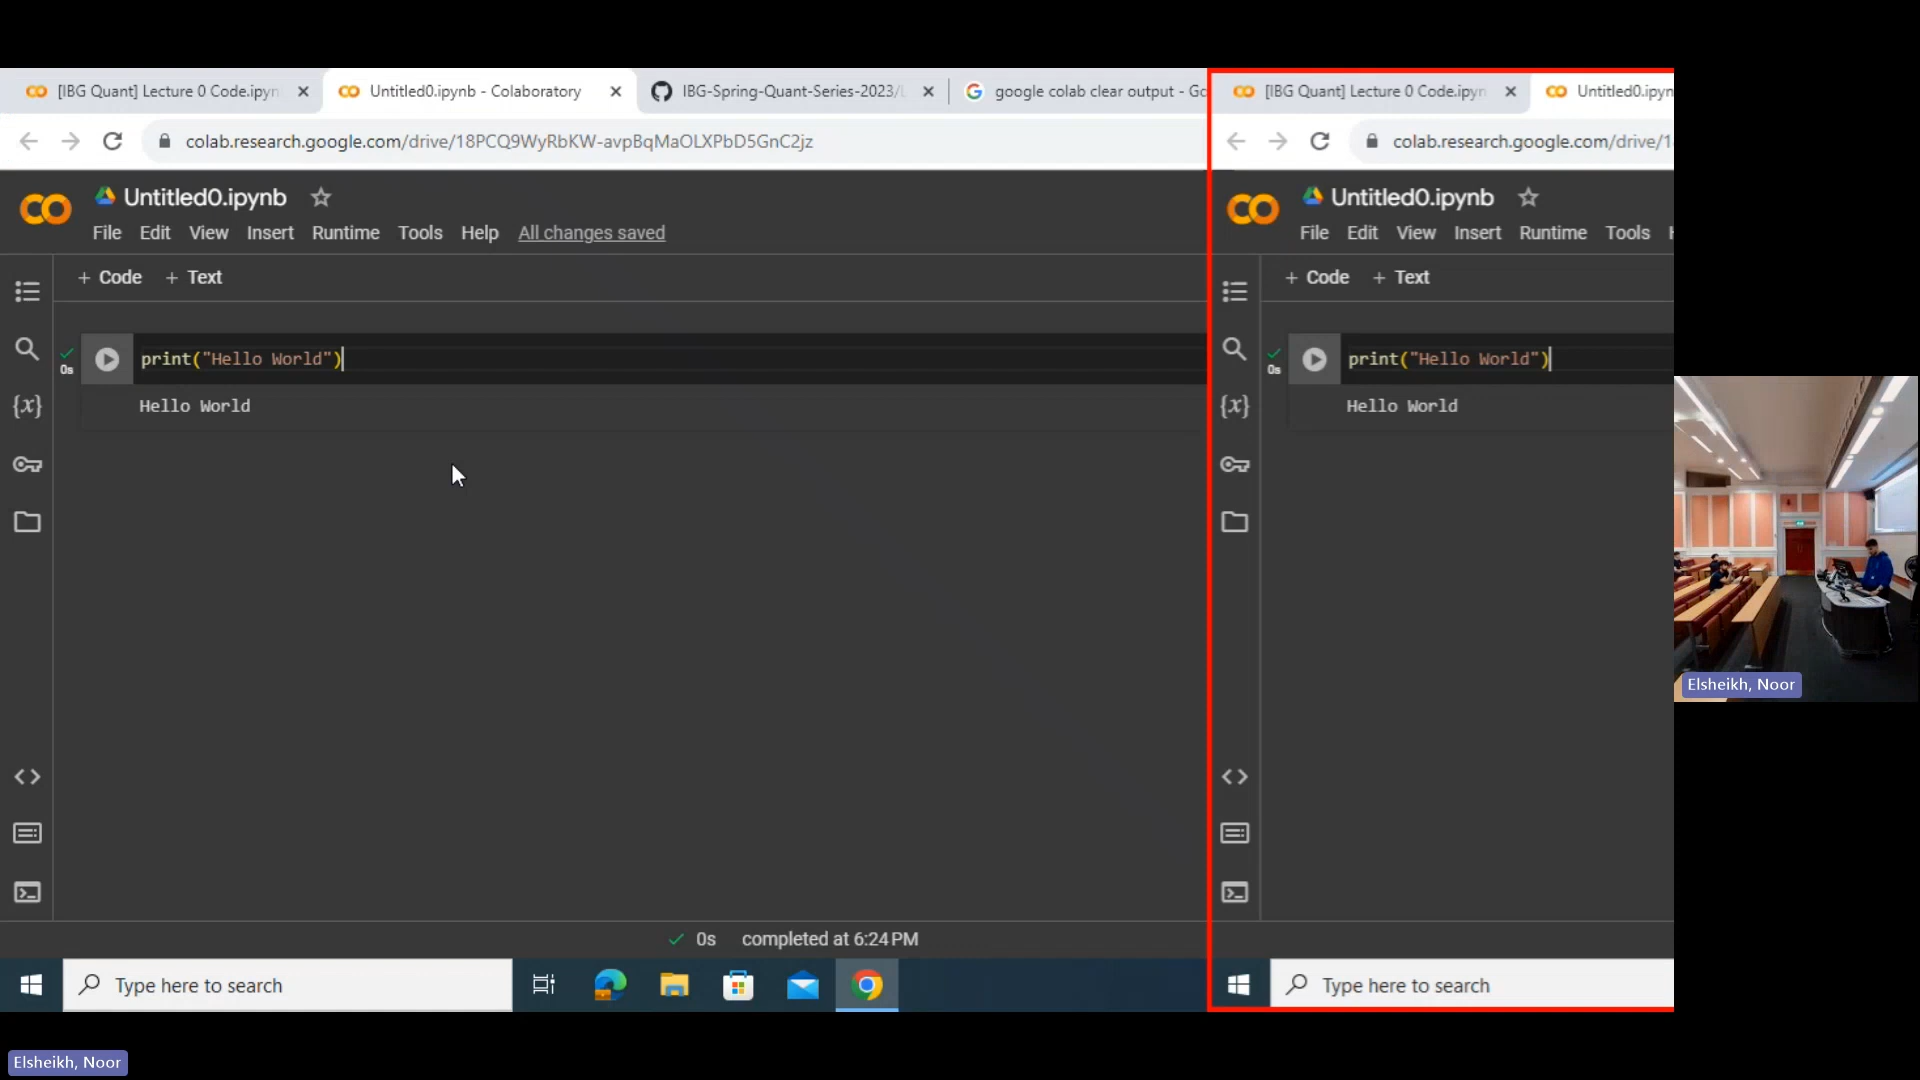 [IBG Quant] Lecture 0 Code.ipyn
Untitled0.ipynb - Colaboratory
IBG-Spring-Quant-Series-2023/L
google colab clear output - Go
colab.research.google.com/drive/18PCQ9WyRbKW-avpBqMaOLXPbD5GnC2jz
Untitled0.ipynb
File Edit View Insert Runtime Tools Help All changes saved
+ Code + Text
print("Hello World")
0s
Hello World
0s completed at 6:24 PM
Type here to search
[IBG Quant] Lecture 0 Code.ipyn
Untitled0.ipyn
colab.research.google.com/drive/1
Untitled0.ipynb
File Edit View Insert Runtime Tools
+ Code + Text
print("Hello World")
0s
Hello World
Type here to search
Elsheikh, Noor
Elsheikh, Noor